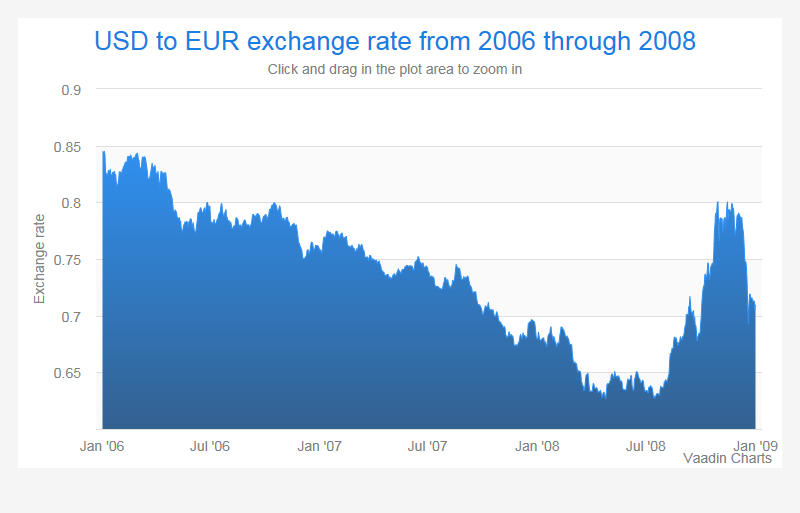 USD to EUR exchange rate from 2006 through 2008
Click and drag in the plot area to zoom in
Exchange rate
0.9
0.85
0.8
0.75
0.7
0.65
Jan '06 Jul '06 Jan '07 Jul '07 Jan '08 Jul '08 Jan '09
Vaadin Charts